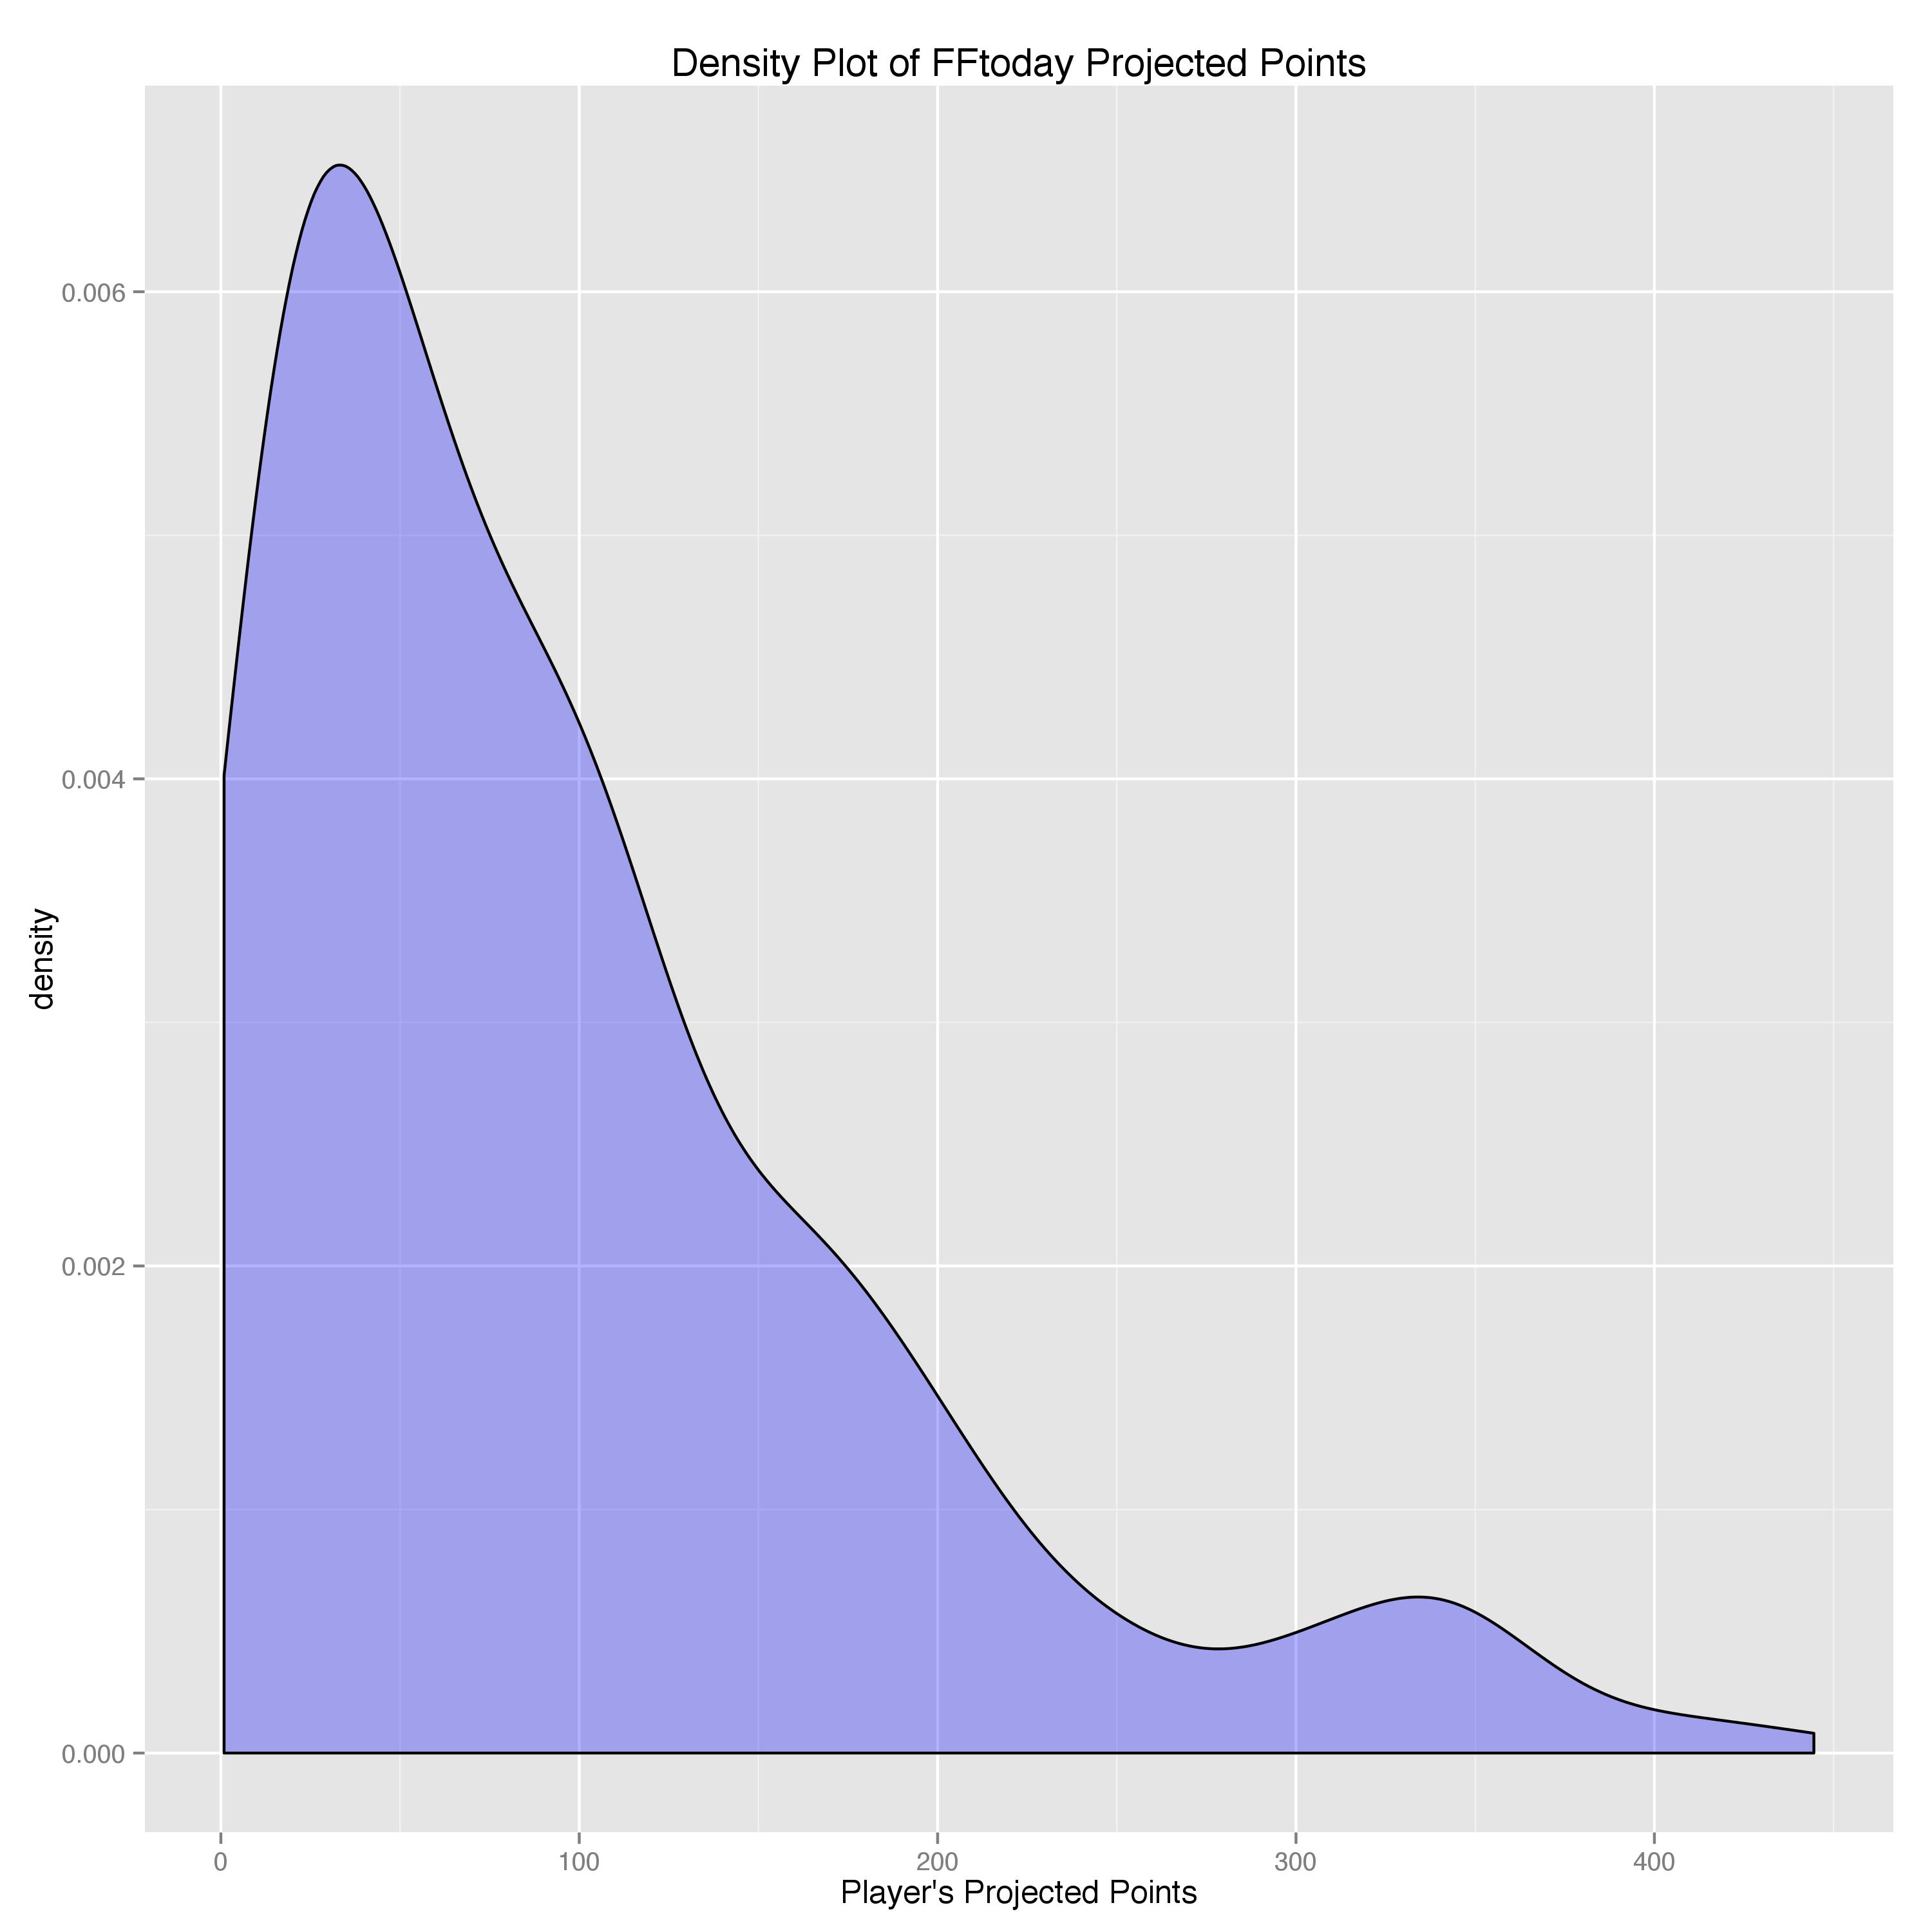 Density Plot of FFtoday Projected Points
0.006
0.004
0.002
0.000
density
0 100 200 300 400
Player's Projected Points